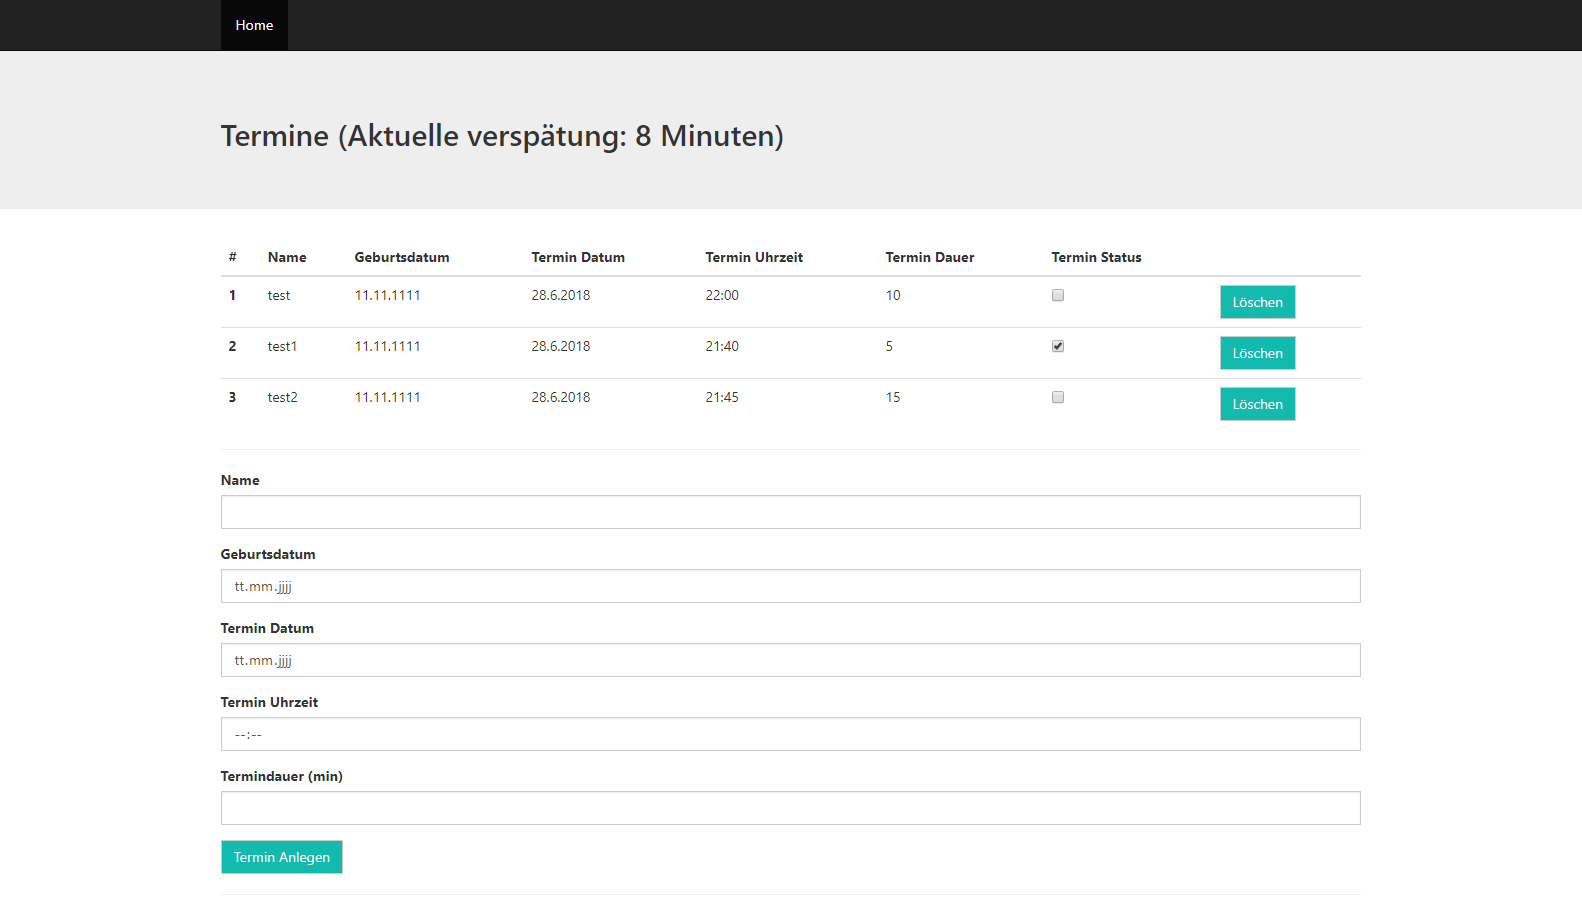 Home
Termine (Aktuelle verspätung: 8 Minuten)
# Name Geburtsdatum Termin Datum Termin Uhrzeit Termin Dauer Termin Status
1 test 11.11.1111 28.6.2018 22:00 10 Löschen
2 test1 11.11.1111 28.6.2018 21:40 5 Löschen
3 test2 11.11.1111 28.6.2018 21:45 15 Löschen
Name
Geburtsdatum
tt.mm.jjjj
Termin Datum
tt.mm.jjjj
Termin Uhrzeit
--:--
Termindauer (min)
Termin Anlegen